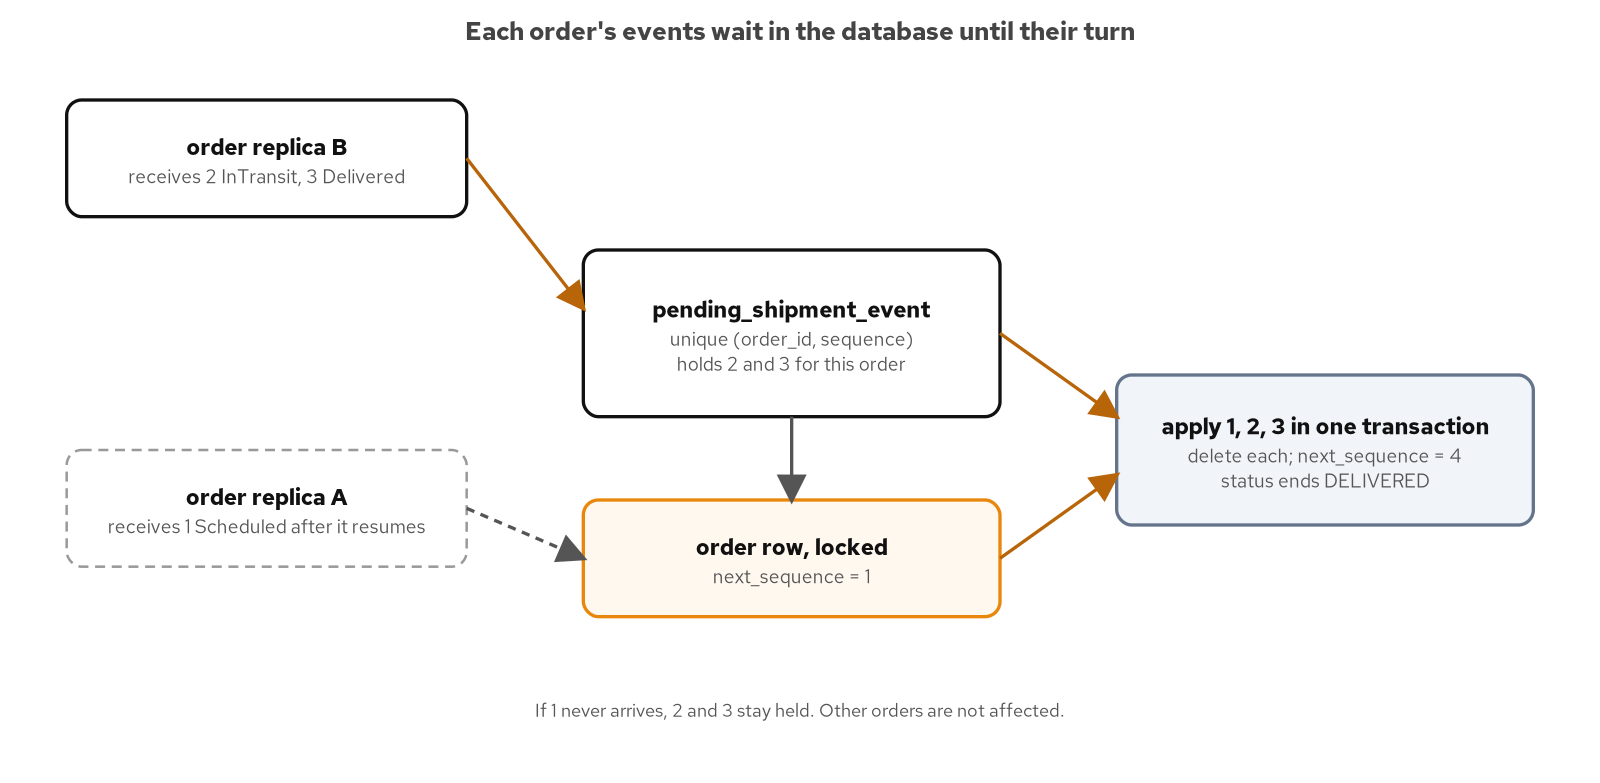 Each order's events wait in the database until their turn
order replica B
receives 2 InTransit, 3 Delivered
pending_shipment_event
unique (order_id, sequence)
holds 2 and 3 for this order
apply 1, 2, 3 in one transaction
delete each; next_sequence = 4
status ends DELIVERED
order replica A
receives 1 Scheduled after it resumes
order row, locked
next_sequence = 1
If 1 never arrives, 2 and 3 stay held. Other orders are not affected.